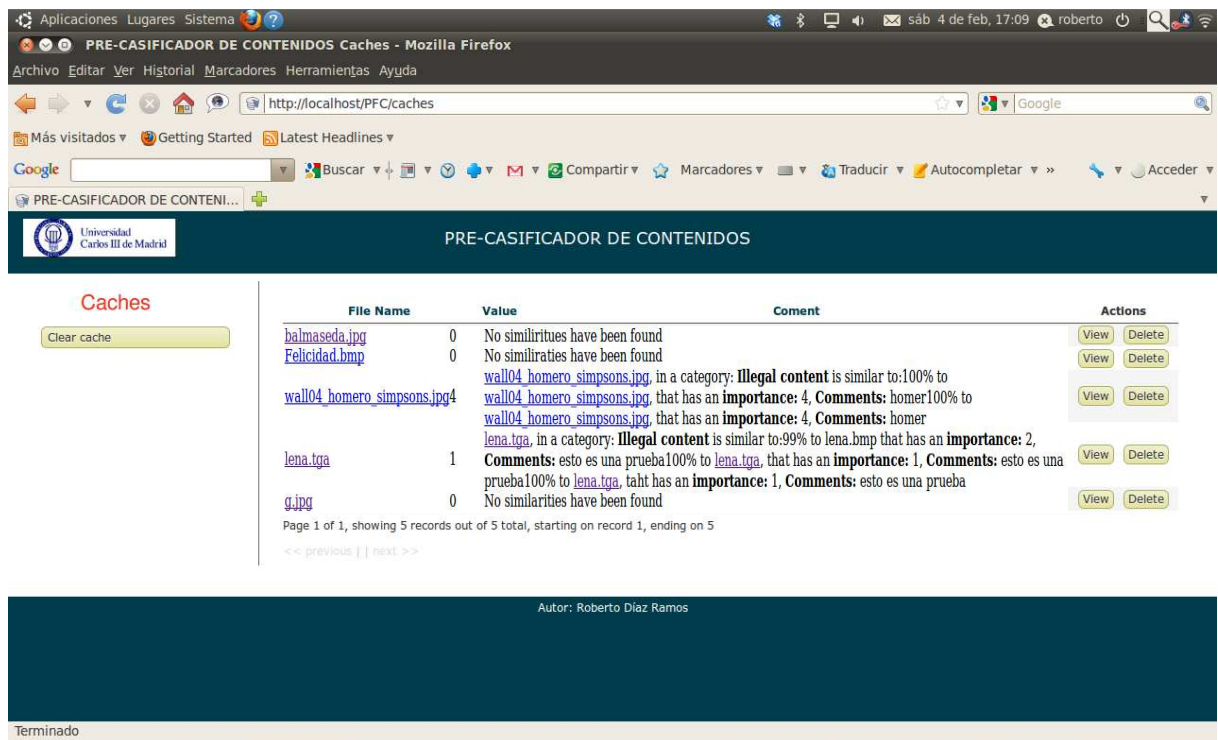 Aplicaciones Lugares Sistema sáb 4 de feb, 17:09 roberto
PRE-CASIFICADOR DE CONTENIDOS Caches - Mozilla Firefox
Archivo Editar Ver Historial Marcadores Herramientas Ayuda
http://localhost/PFC/caches Google
Más visitados Getting Started Latest Headlines
Google Buscar Compartir Marcadores Traducir Autocompletar » Acceder
PRE-CASIFICADOR DE CONTENI...
Universidad
Carlos III de Madrid
PRE-CASIFICADOR DE CONTENIDOS
Caches
Clear cache
File Name Value Coment Actions
balmaseda.jpg 0 No similiritues have been found View Delete
Felicidad.bmp 0 No similiraties have been found View Delete
wall04_homero_simpsons.jpg, in a category: Illegal content is similar to:100% to
wall04_homero_simpsons.jpg4 wall04_homero_simpsons.jpg, that has an importance: 4, Comments: homer100% to View Delete
wall04_homero_simpsons.jpg, that has an importance: 4, Comments: homer
lena.tga, in a category: Illegal content is similar to:99% to lena.bmp that has an importance: 2,
lena.tga 1 Comments: esto es una prueba100% to lena.tga, that has an importance: 1, Comments: esto es una View Delete
prueba100% to lena.tga, taht has an importance: 1, Comments: esto es una prueba
g.jpg 0 No similarities have been found View Delete
Page 1 of 1, showing 5 records out of 5 total, starting on record 1, ending on 5
<< previous | | next >>
Autor: Roberto Díaz Ramos
Terminado